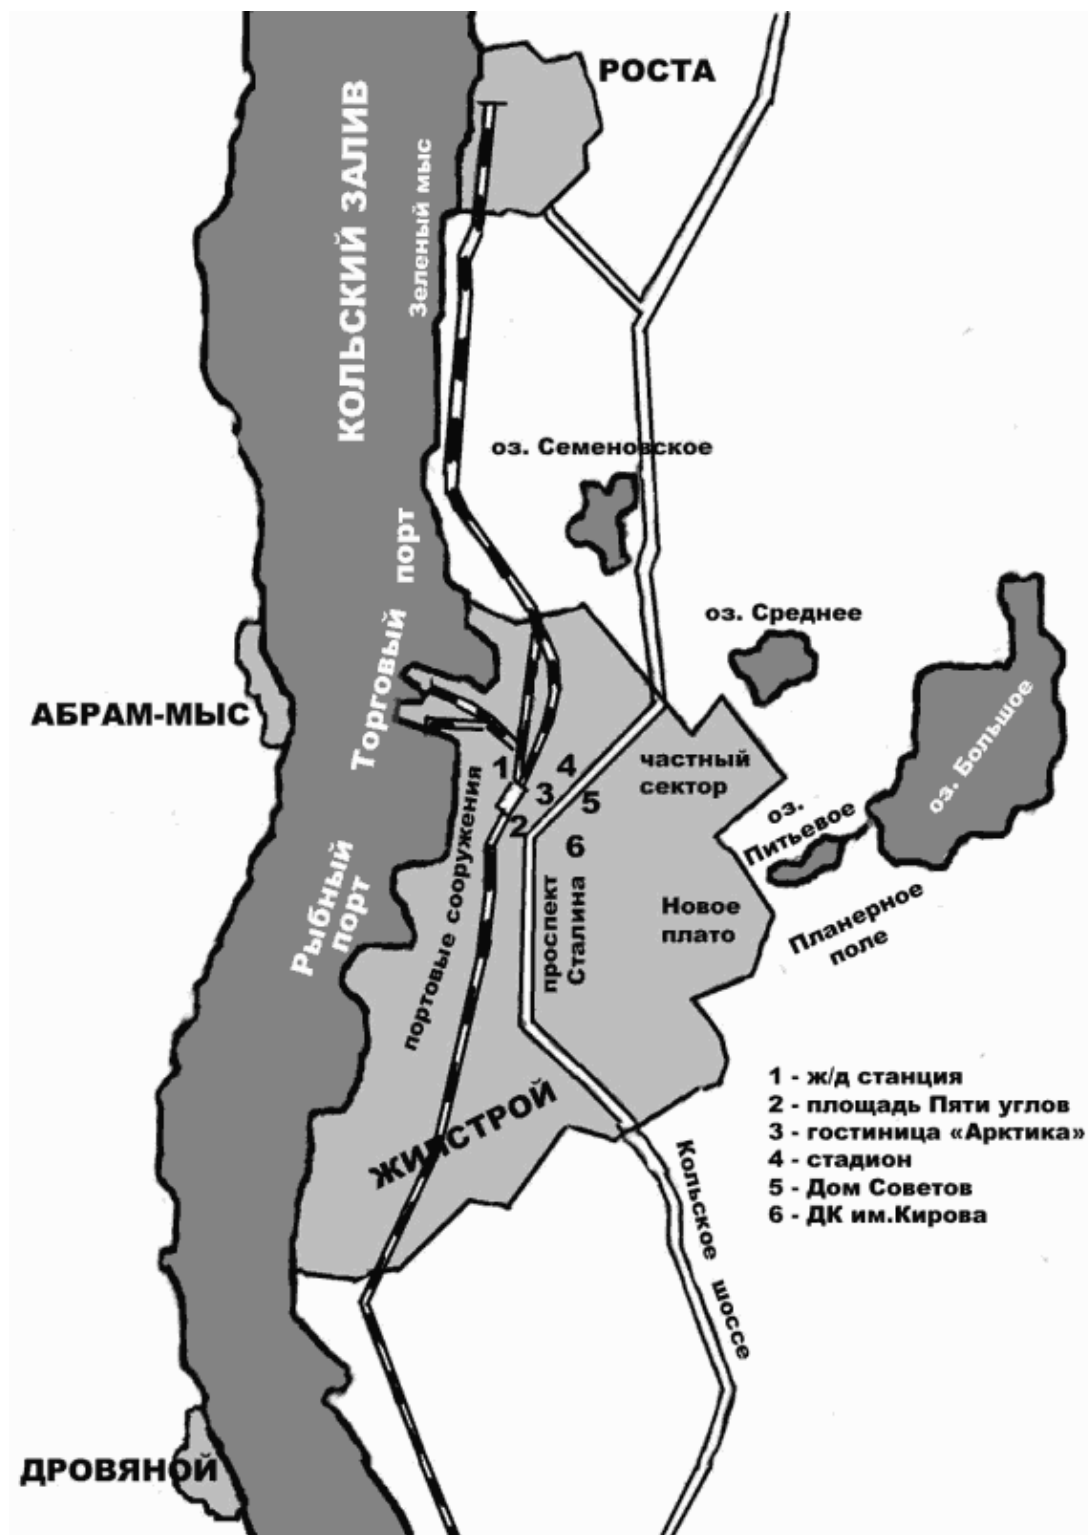 РОСТА
КОЛЬСКИЙ ЗАЛИВ
Зеленый мыс
оз. Семеновское
Торговый порт
оз. Среднее
АБРАМ-МЫС
оз. Большое
частный
сектор
1
4
3
5
2
6
оз.
Питьевое
портовые сооружения
Рыбный
порт
проспект
Сталина
Новое
плато
Планерное
поле
ЖИЛСТРОЙ
1 - ж/д станция
2 - площадь Пяти углов
3 - гостиница «Арктика»
4 - стадион
5 - Дом Советов
6 - ДК им.Кирова
Кольское шоссе
ДРОВЯНОЙ